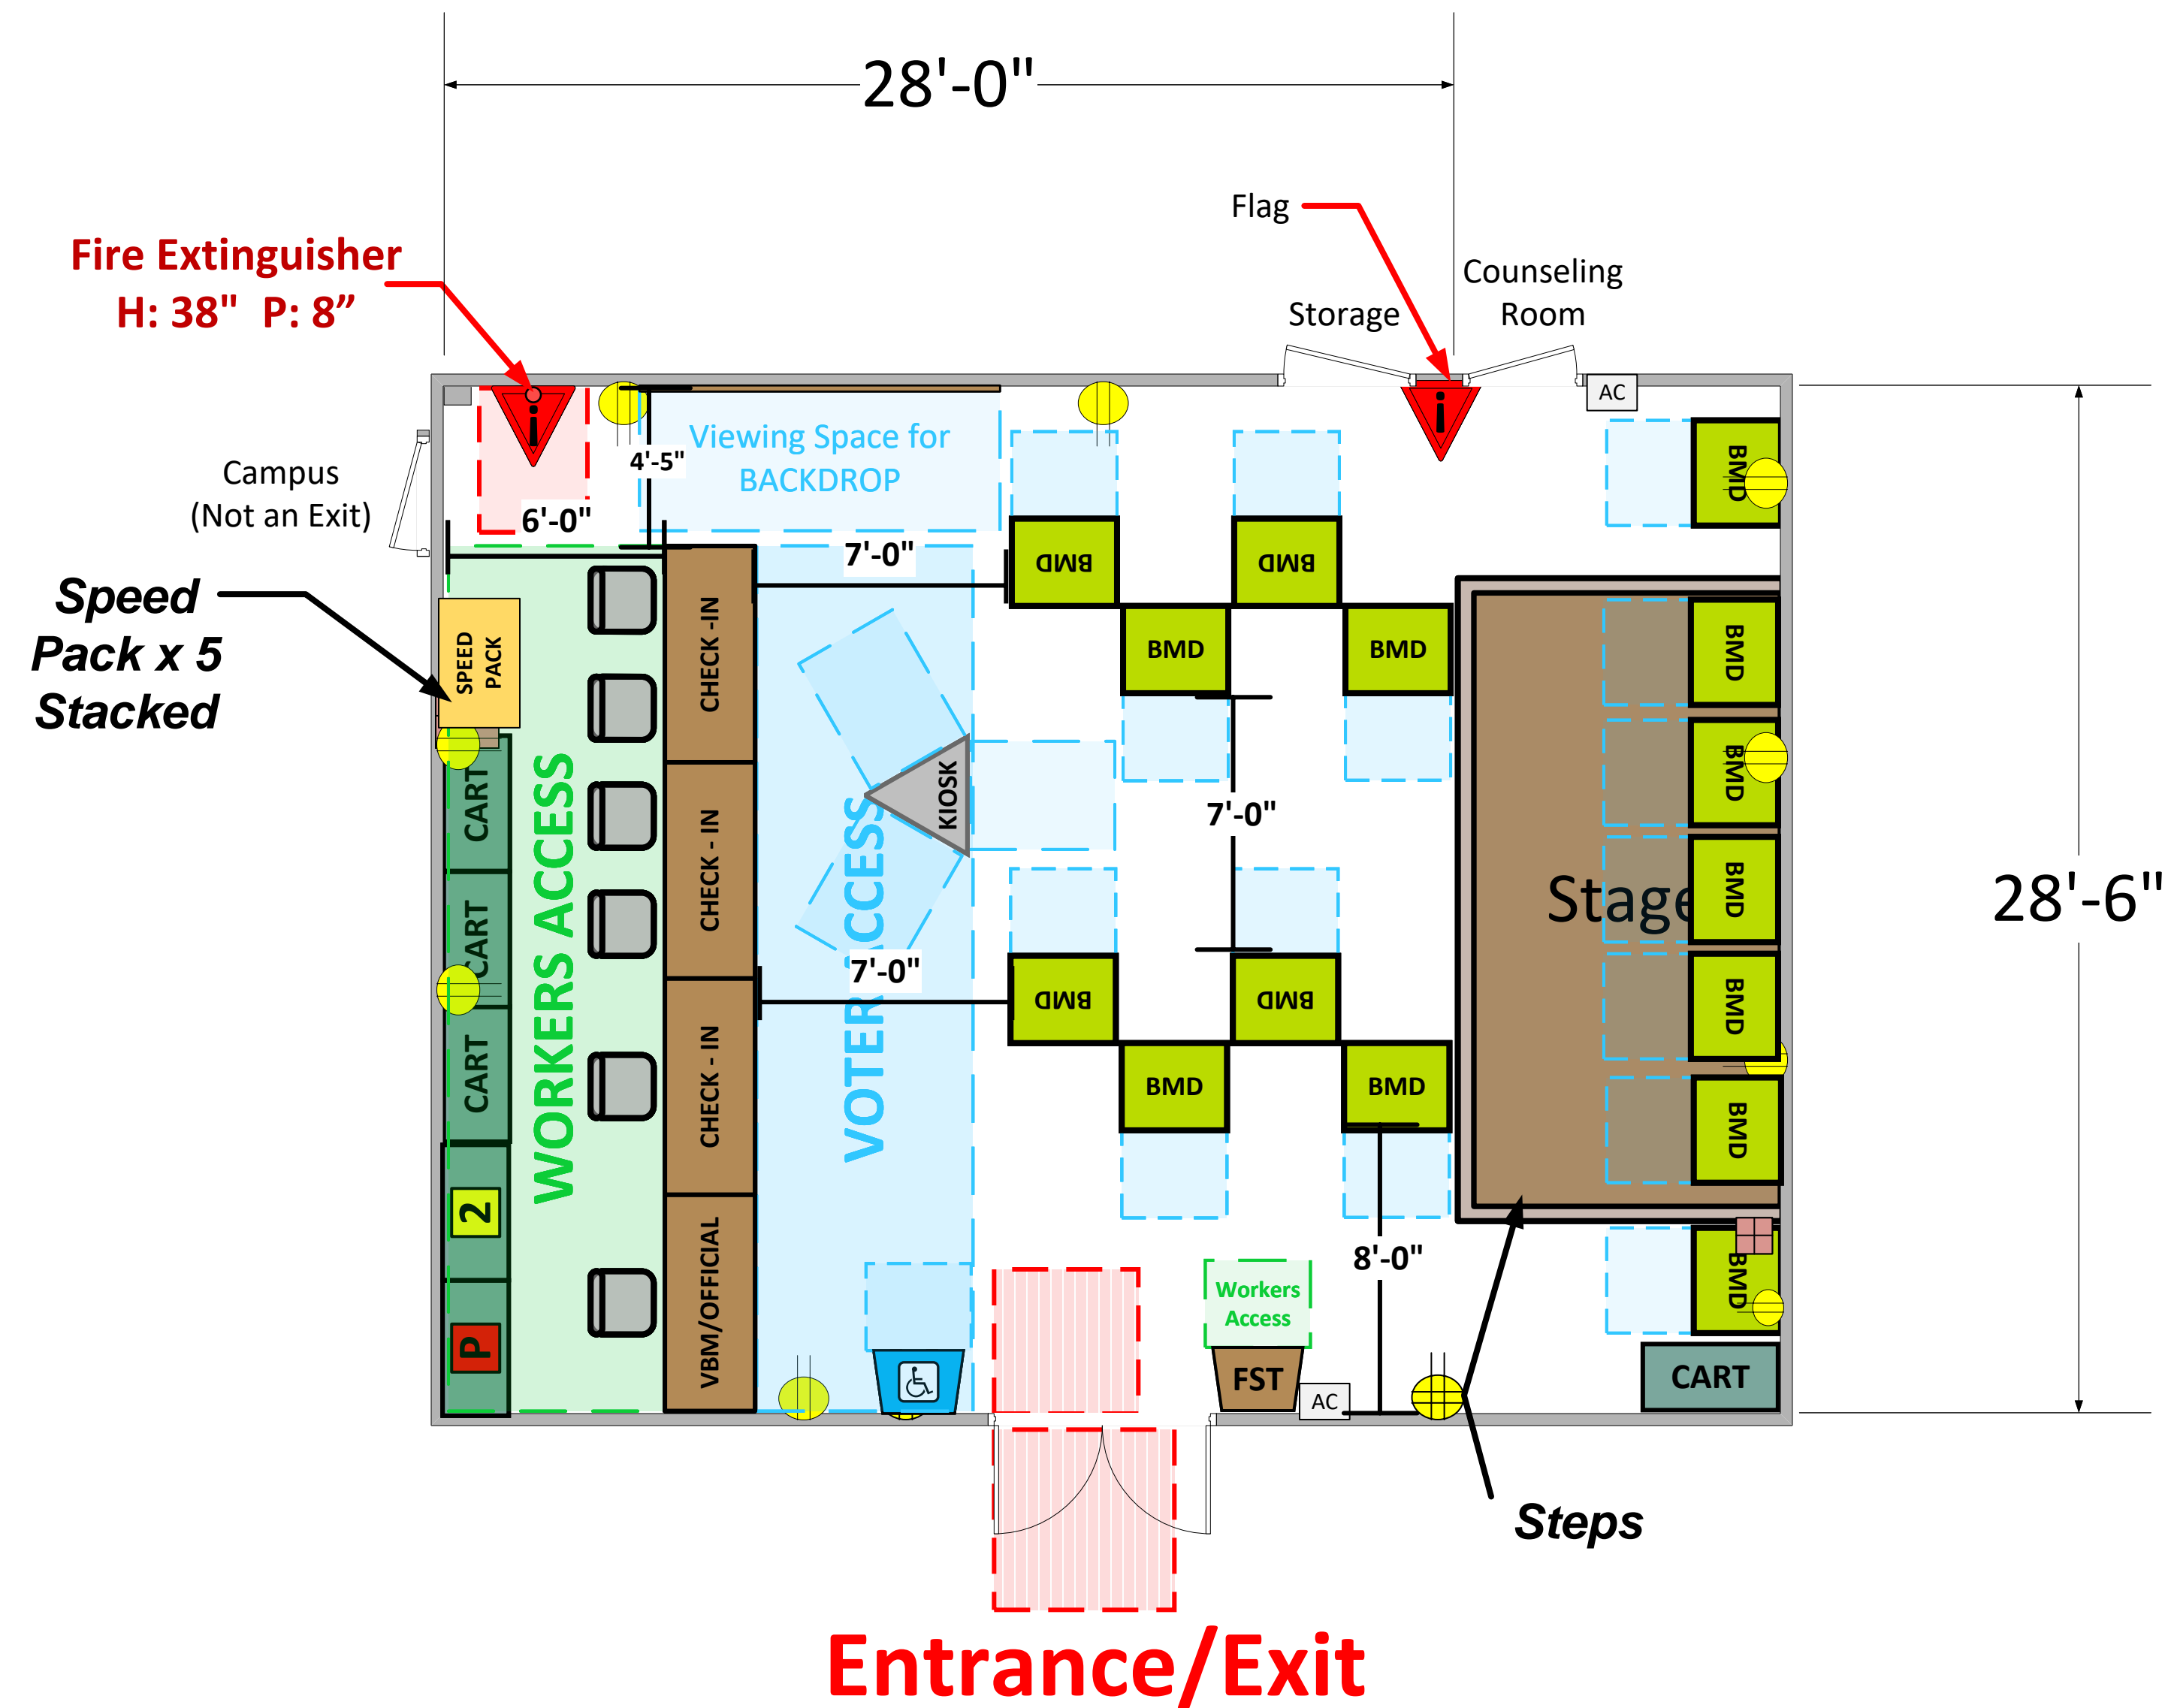 28'-0"
Flag
Fire Extinguisher
H: 38"  P: 8”
Counseling
Room
Storage
AC
Campus
(Not an Exit)
Viewing Space for
BACKDROP
4'-5"
6'-0"
7'-0"
BMD
BMD
BMD
BMD
BMD
Speed
Pack x 5
Stacked
SPEED
PACK
CHECK -IN
CHECK - IN
CHECK - IN
VBM/OFFICIAL
WORKERS ACCESS
VOTER ACCESS
KIOSK
7'-0"
7'-0"
CART
CART
CART
2
P
BMD
BMD
BMD
BMD
Stage
BMD
BMD
BMD
BMD
BMD
BMD
28'-6"
8'-0"
Workers
Access
FST
AC
CART
Steps
Entrance/Exit